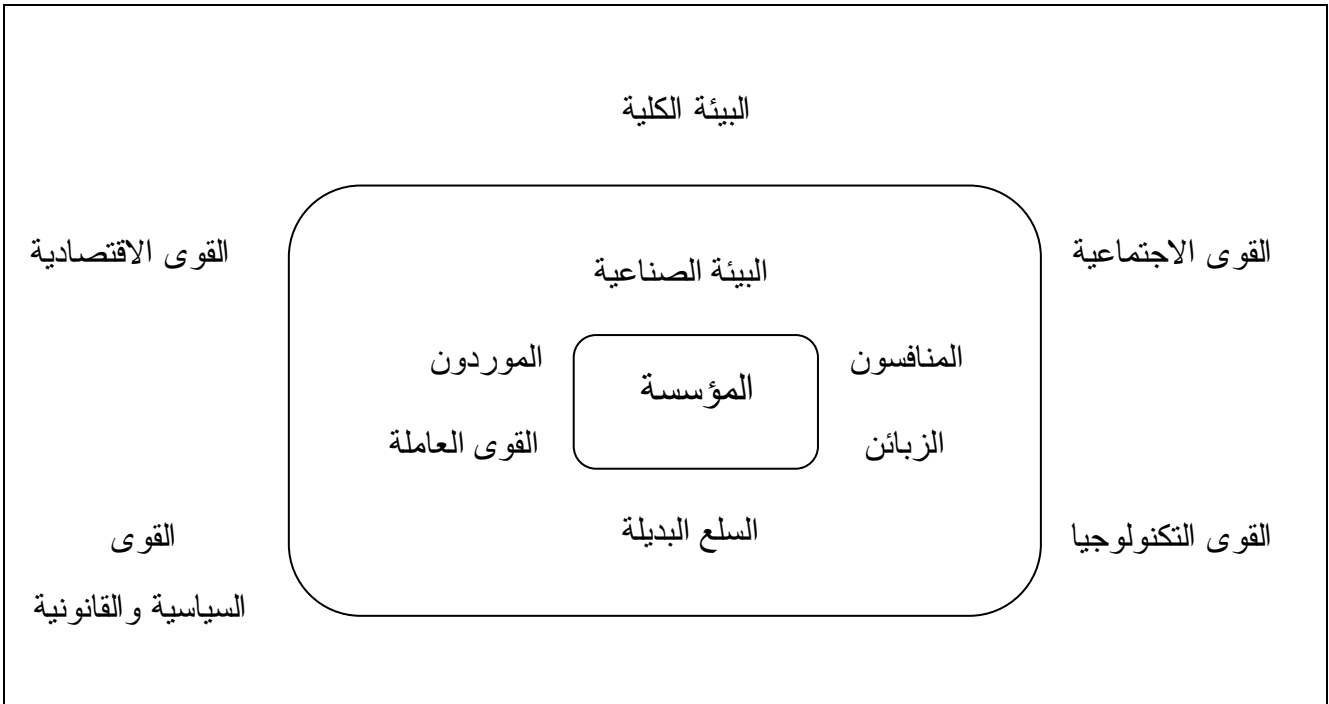 البيئة الكلية
القوى الاجتماعية
القوى الاقتصادية
البيئة الصناعية
المنافسون
المؤسسة
الموردون
الزبائن
القوى العاملة
السلع البديلة
القوى التكنولوجيا
القوى
السياسية والقانونية